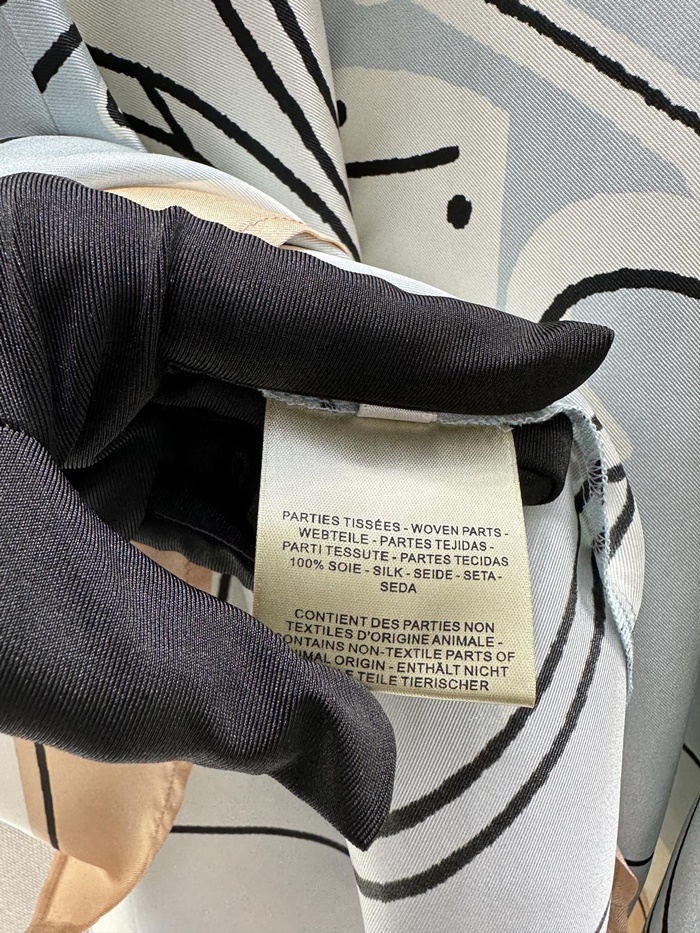 PARTIES TISSÉES - WOVEN PARTS -
WEBTEILE - PARTES TEJIDAS -
PARTI TESSUTE - PARTES TECIDAS
100% SOIE - SILK - SEIDE - SETA -
SEDA
CONTIENT DES PARTIES NON
TEXTILES D'ORIGINE ANIMALE -
CONTAINS NON-TEXTILE PARTS OF
ORIGIN - ENTHÄLT NICHT
TEILE TIERISCHER